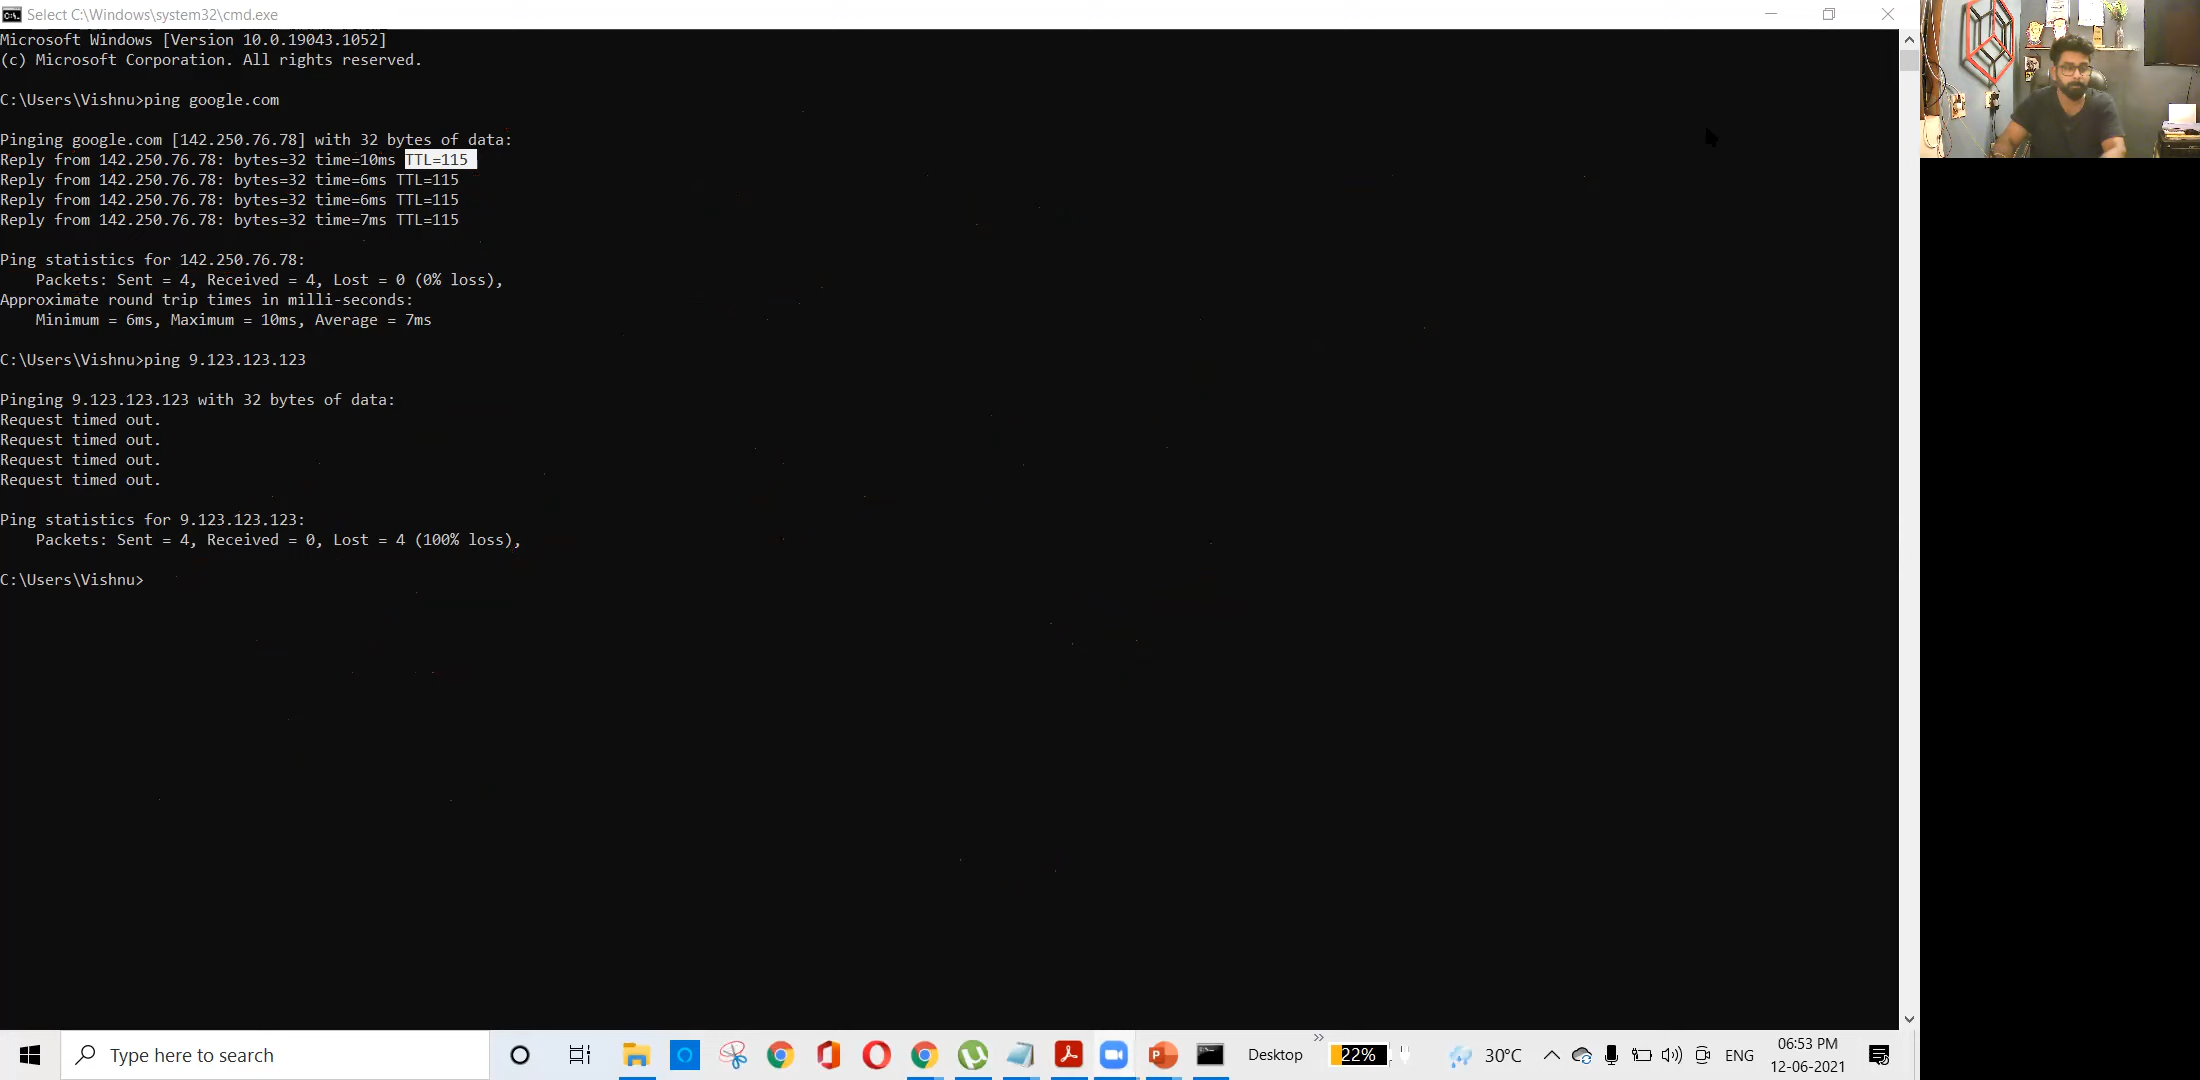 Select C:\Windows\system32\cmd.exe
Microsoft Windows [Version 10.0.19043.1052]
(c) Microsoft Corporation. All rights reserved.
C:\Users\Vishnu>ping google.com
Pinging google.com [142.250.76.78] with 32 bytes of data:
Reply from 142.250.76.78: bytes=32 time=10ms TTL=115
Reply from 142.250.76.78: bytes=32 time=6ms TTL=115
Reply from 142.250.76.78: bytes=32 time=6ms TTL=115
Reply from 142.250.76.78: bytes=32 time=7ms TTL=115
Ping statistics for 142.250.76.78:
Packets: Sent = 4, Received = 4, Lost = 0 (0% loss),
Approximate round trip times in milli-seconds:
Minimum = 6ms, Maximum = 10ms, Average = 7ms
C:\Users\Vishnu>ping 9.123.123.123
Pinging 9.123.123.123 with 32 bytes of data:
Request timed out.
Request timed out.
Request timed out.
Request timed out.
Ping statistics for 9.123.123.123:
Packets: Sent = 4, Received = 0, Lost = 4 (100% loss),
C:\Users\Vishnu>
Type here to search
Desktop
22%
30°C
ENG
06:53 PM
12-06-2021